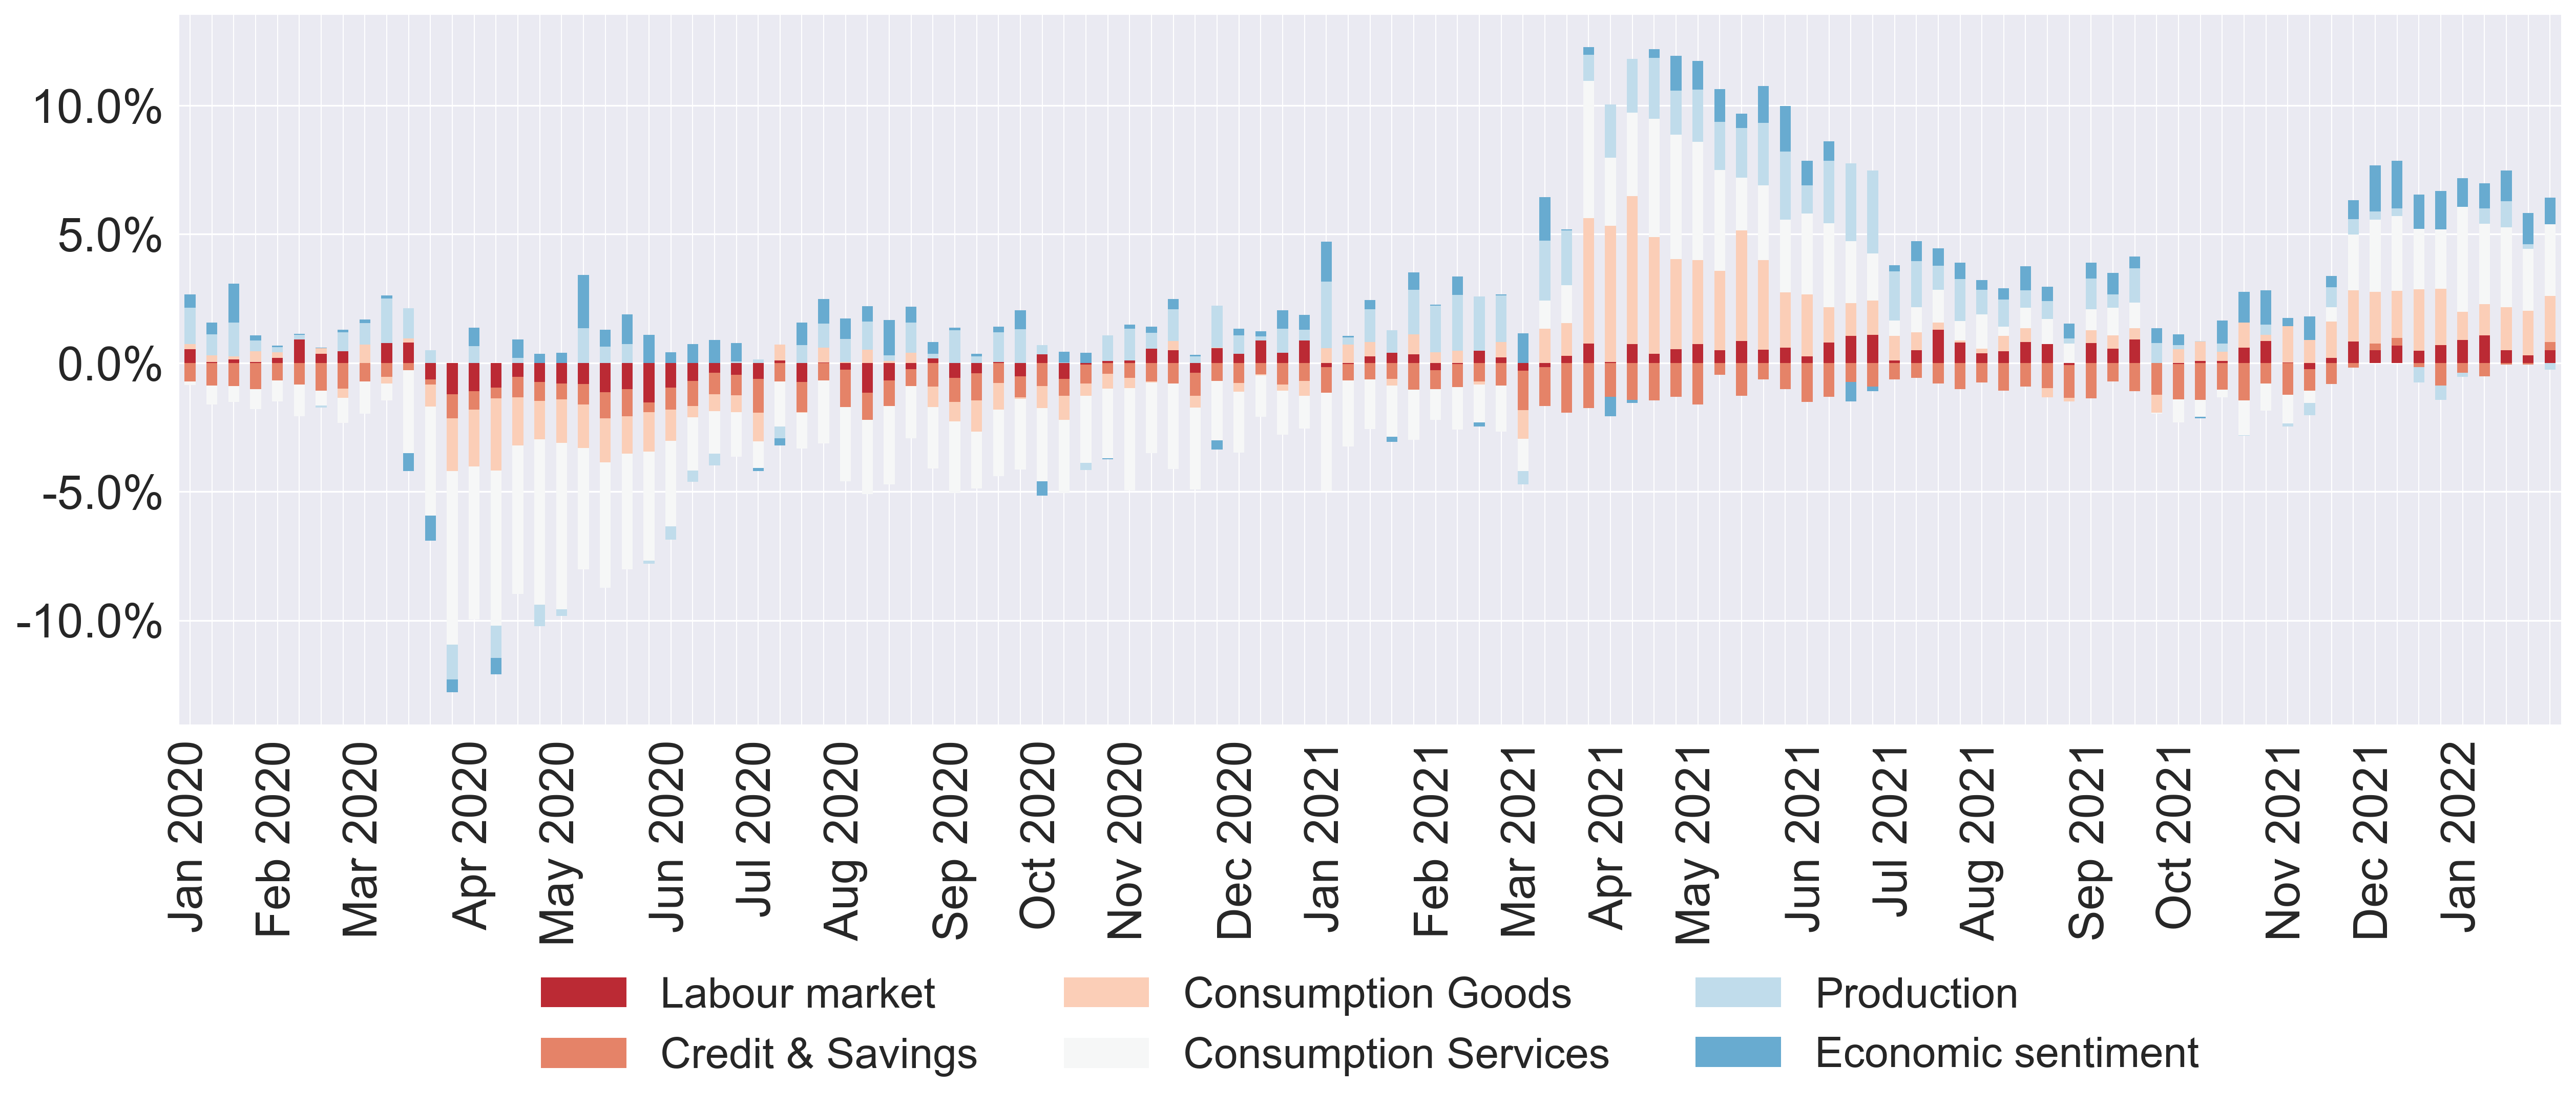 10.0%
5.0%
0.0%
-5.0%
-10.0%
Jan 2020
Feb 2020
Mar 2020
Apr 2020
May 2020
Jun 2020
Jul 2020
Aug 2020
Sep 2020
Oct 2020
Nov 2020
Dec 2020
Jan 2021
Feb 2021
Mar 2021
Apr 2021
May 2021
Jun 2021
Jul 2021
Aug 2021
Sep 2021
Oct 2021
Nov 2021
Dec 2021
Jan 2022
Labour market
Consumption Goods
Production
Credit & Savings
Consumption Services
Economic sentiment